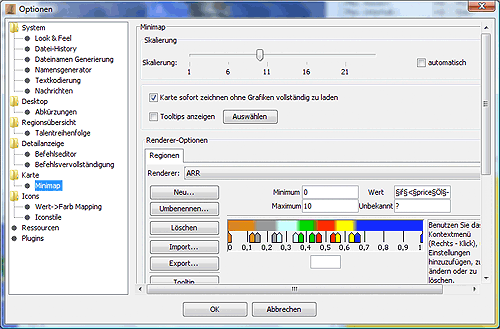 Optionen
System
Look & Feel
Datei-History
Dateinamen Generierung
Namensgenerator
Textkodierung
Nachrichten
Desktop
Abkürzungen
Regionsübersicht
Talentreihenfolge
Detailanzeige
Befehlseditor
Befehlsvervollständigung
Karte
Minimap
Icons
Wert->Farb Mapping
Iconstile
Ressourcen
Plugins
Minimap
Skalierung
Skalierung:
1 6 11 16 21
automatisch
Karte sofort zeichnen ohne Grafiken vollständig zu laden
Tooltips anzeigen Auswählen
Renderer-Optionen
Regionen
Renderer: ARR
Neu... Minimum 0 Wert §if§<§price§Öl§-
Umbenennen... Maximum 10 Unbekannt ?
Löschen
Import...
Export...
Tooltip
0 0,1 0,2 0,3 0,4 0,5 0,6 0,7 0,8 0,9 1,0
Benutzen Sie da
Kontextmenü
(Rechts - Klick),
Einstellungen
hinzuzufügen, zu
ändern oder zu
löschen.
OK Abbrechen